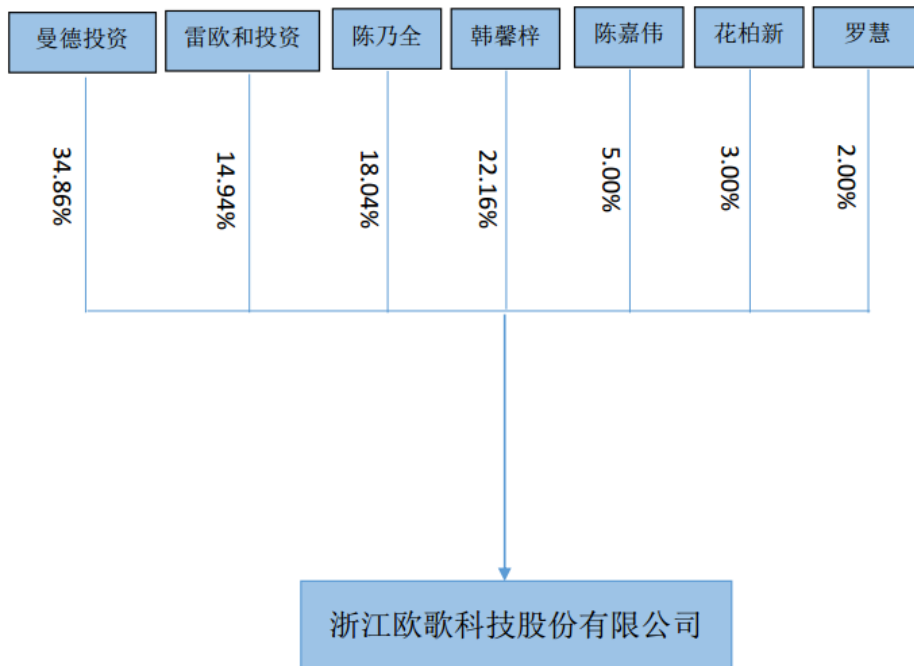 曼德投资
雷欧和投资
陈乃全
韩馨梓
陈嘉伟
花柏新
罗慧
34.86%
14.94%
18.04%
22.16%
5.00%
3.00%
2.00%
浙江欧歌科技股份有限公司